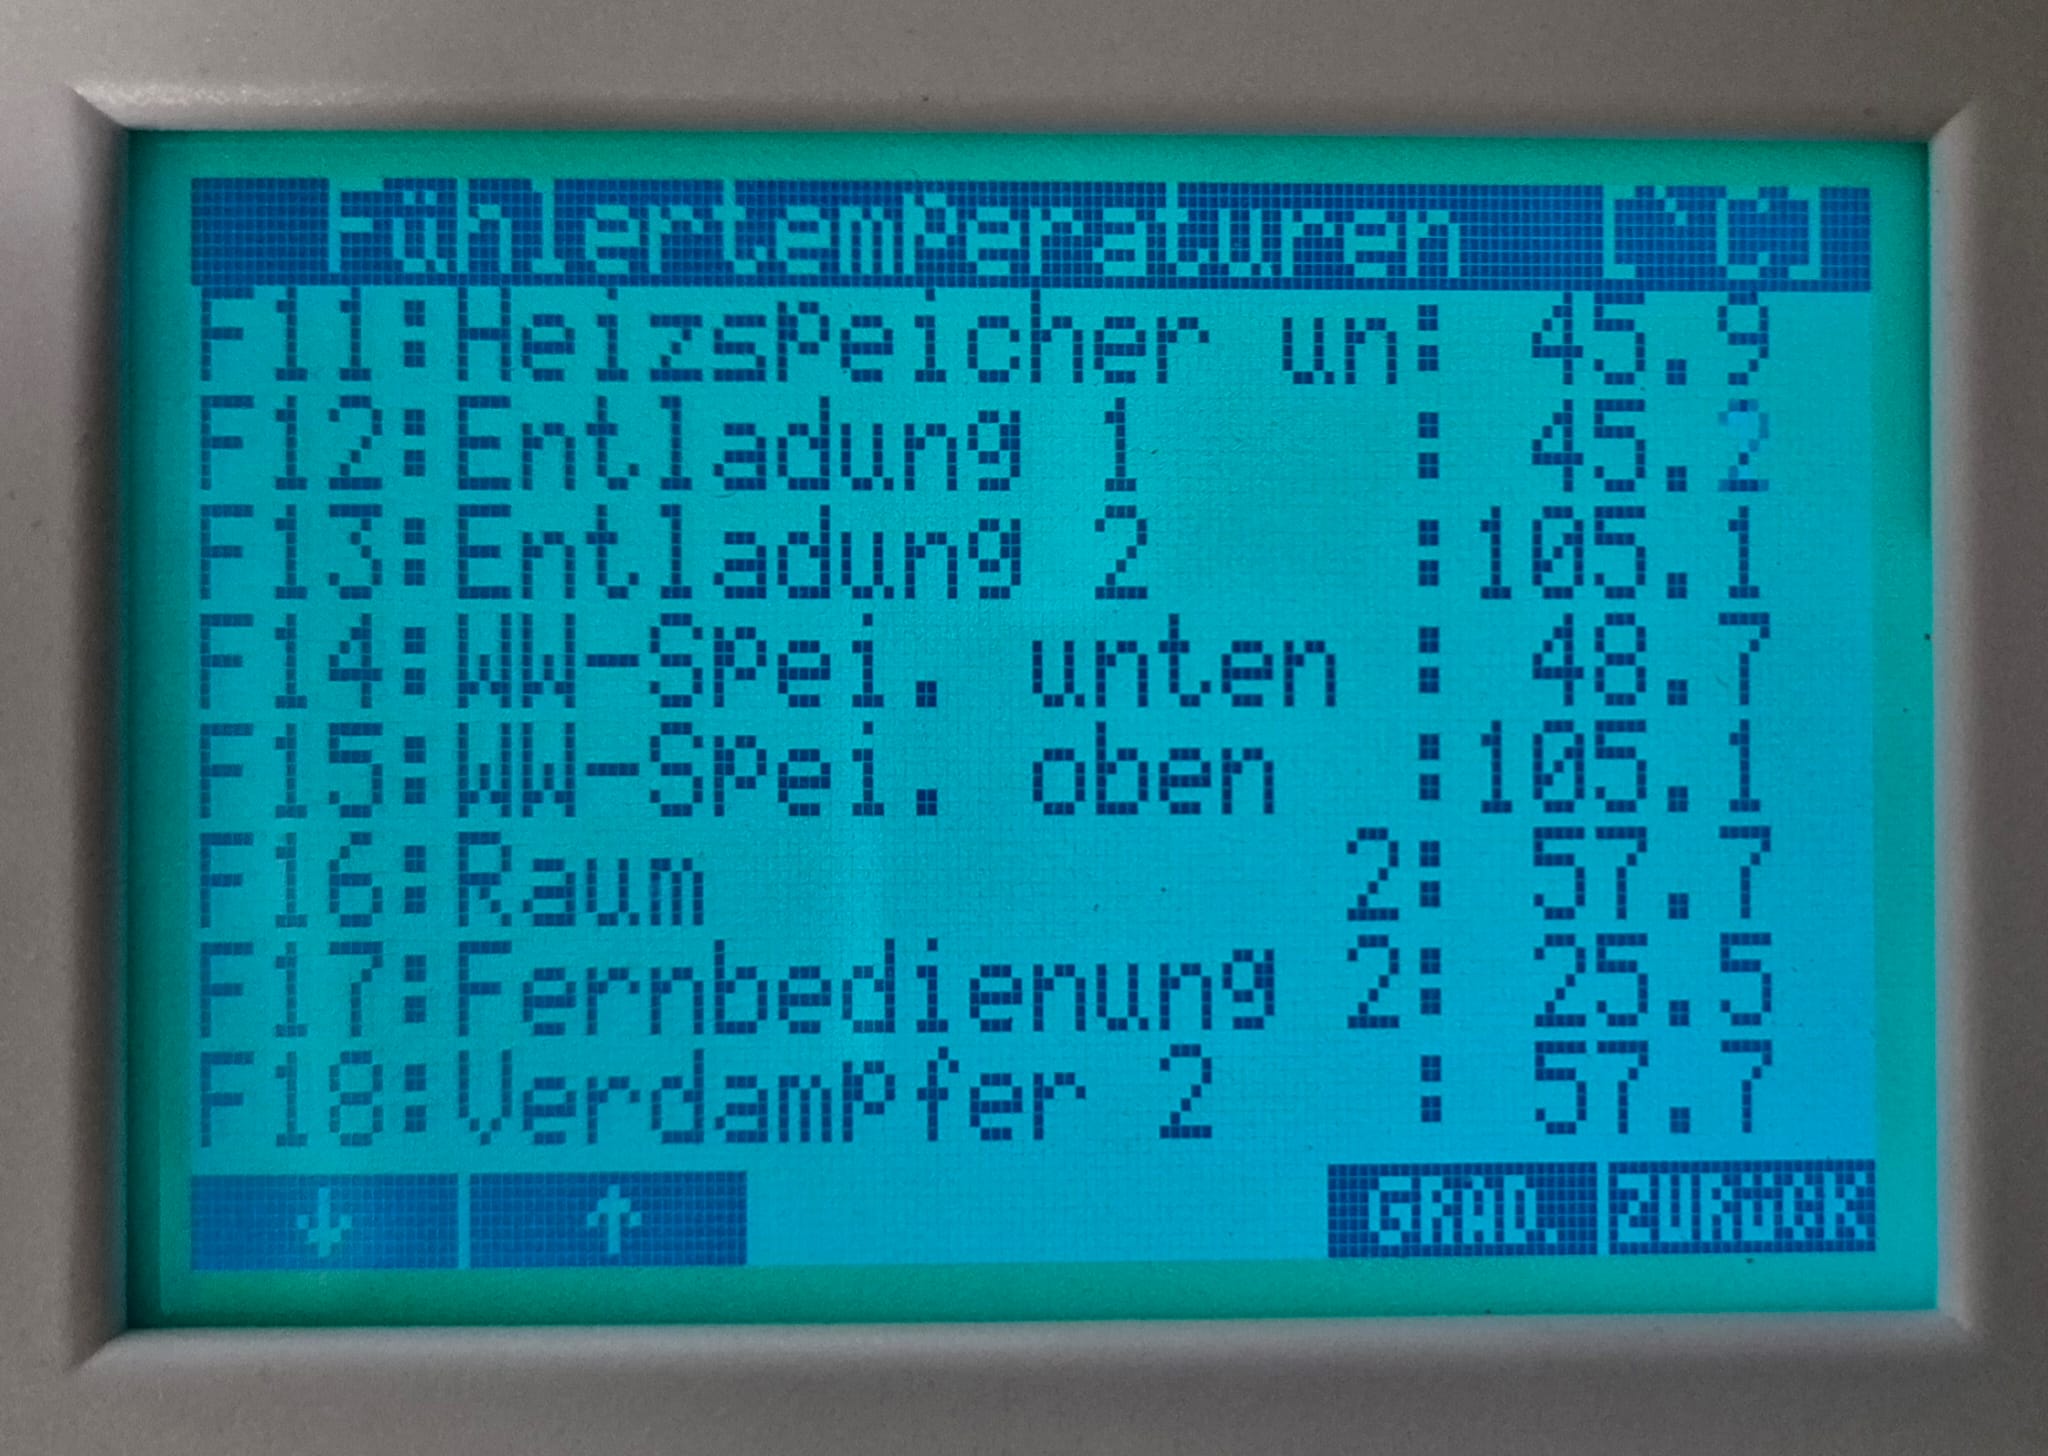 Fühlertemperaturen [°C]
F11:Heizspeicher un: 45.9
F12:Entladung 1 : 45.2
F13:Entladung 2 :105.1
F14:WW-Spei. unten : 48.7
F15:WW-Spei. oben :105.1
F16:Raum 2: 57.7
F17:Fernbedienung 2: 25.5
F18:Verdampfer 2 : 57.7
↓ ↑ GRAD. ZURÜCK